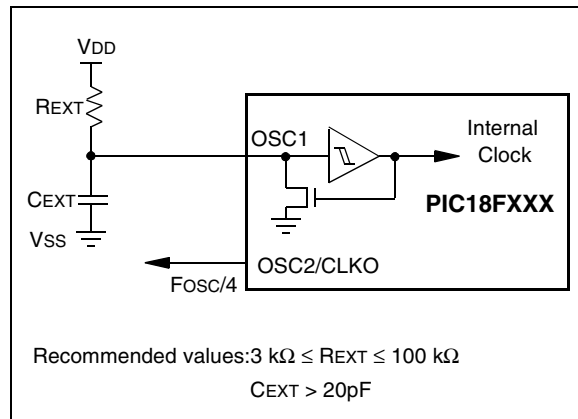 VDD
REXT
OSC1
Internal
Clock
CEXT
PIC18FXXX
VSS
OSC2/CLKO
FOSC/4
Recommended values:3 kΩ ≤ REXT ≤ 100 kΩ
CEXT > 20pF